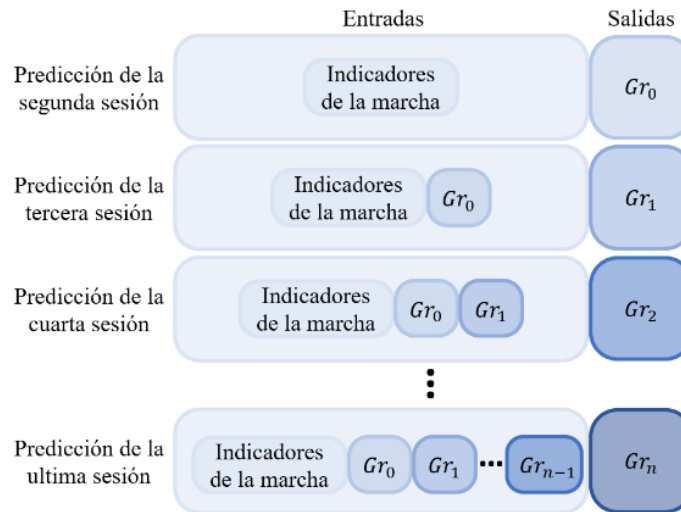 Entradas Salidas
Predicción de la
segunda sesión
Indicadores
de la marcha
Gr₀
Predicción de la
tercera sesión
Indicadores
de la marcha
Gr₀
Gr₁
Predicción de la
cuarta sesión
Indicadores
de la marcha
Gr₀
Gr₁
Gr₂
Predicción de la
ultima sesión
Indicadores
de la marcha
Gr₀
Gr₁
Grₙ₋₁
Grₙ